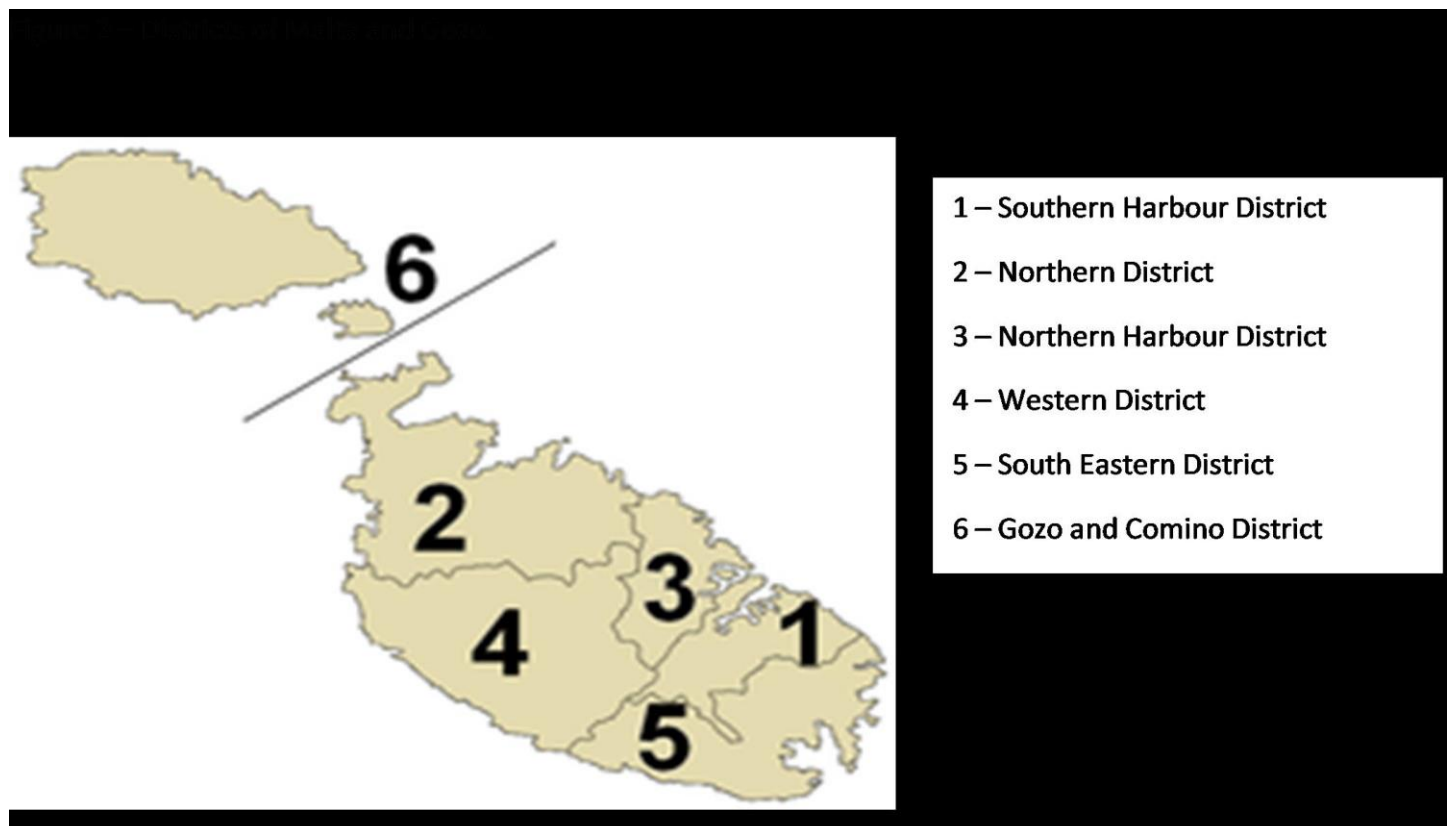 6
2
3
1
4
5
1 – Southern Harbour District
2 – Northern District
3 – Northern Harbour District
4 – Western District
5 – South Eastern District
6 – Gozo and Comino District